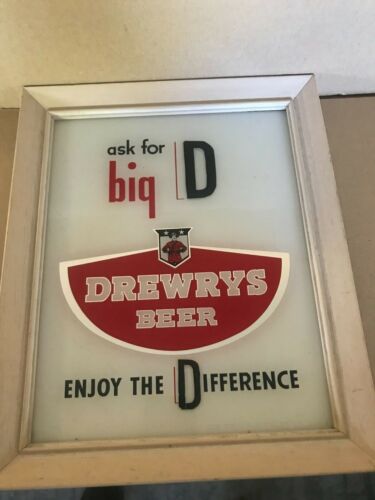 ask for
big D
DREWRYS
BEER
ENJOY THE DIFFERENCE